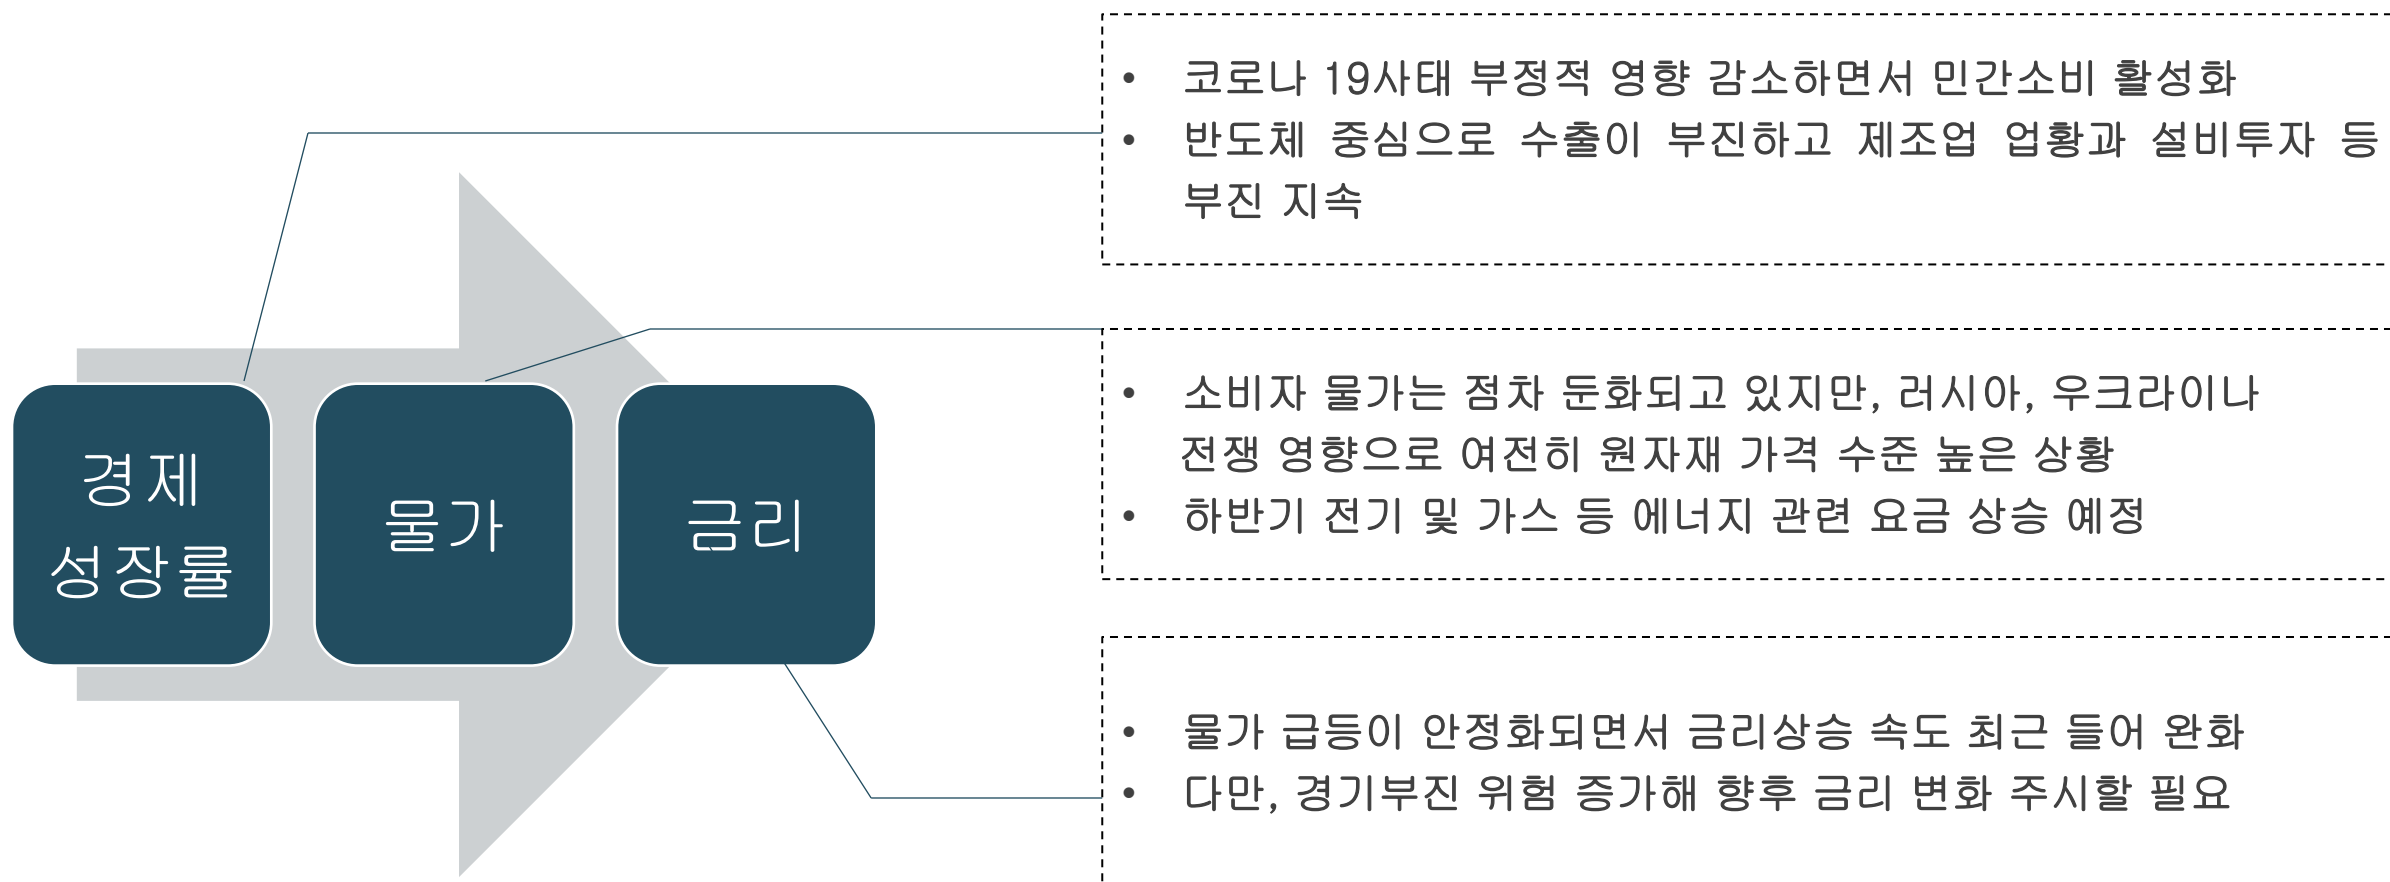 경제
성장률
물가
금리
• 코로나 19사태 부정적 영향 감소하면서 민간소비 활성화
• 반도체 중심으로 수출이 부진하고 제조업 업황과 설비투자 등
부진 지속
• 소비자 물가는 점차 둔화되고 있지만, 러시아, 우크라이나
전쟁 영향으로 여전히 원자재 가격 수준 높은 상황
• 하반기 전기 및 가스 등 에너지 관련 요금 상승 예정
• 물가 급등이 안정화되면서 금리상승 속도 최근 들어 완화
• 다만, 경기부진 위험 증가해 향후 금리 변화 주시할 필요